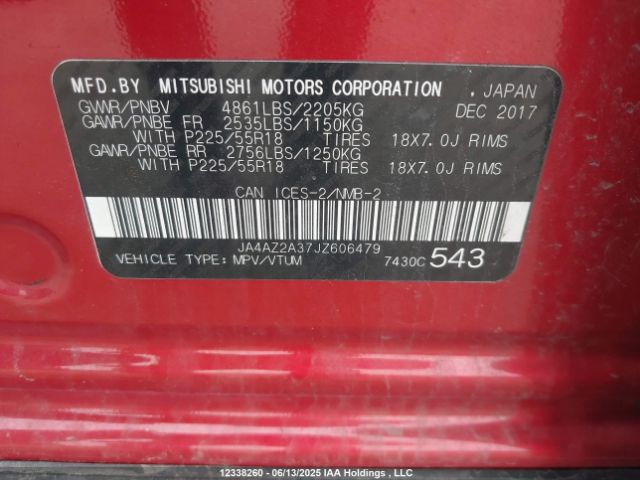 MFD.BY MITSUBISHI MOTORS CORPORATION . JAPAN
GVWR/PNBV 4861LBS/2205KG DEC 2017
GAWR/PNBE FR 2535LBS/1150KG
WITH P225/55R18 TIRES 18X7.0J RIMS
GAWR/PNBE RR 2756LBS/1250KG
WITH P225/55R18 TIRES 18X7.0J RIMS
CAN ICES-2/NMB-2
JA4AZ2A37JZ606479
VEHICLE TYPE: MPV/VTUM 7430C 543
12338260 - 06/13/2025 IAA Holdings , LLC